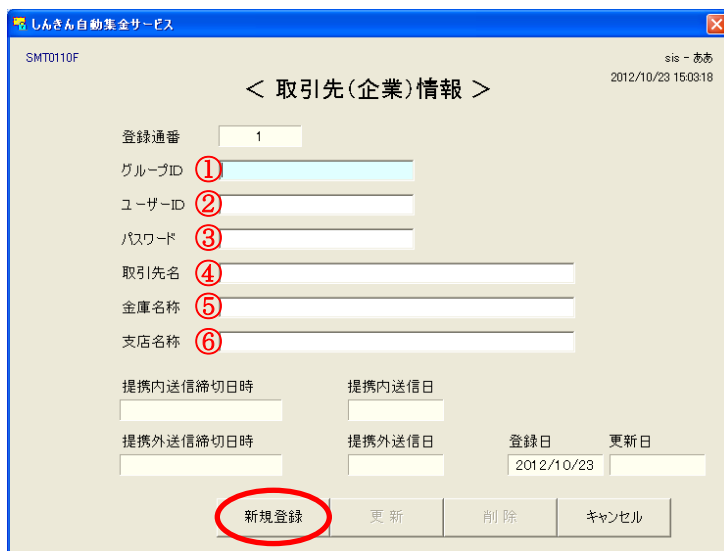 しんきん自動集金サービス
SMT0110F
sis - ああ
2012/10/23 15:03:18
＜ 取引先(企業)情報 ＞
登録通番 1
グループID ①
ユーザーID ②
パスワード ③
取引先名 ④
金庫名称 ⑤
支店名称 ⑥
提携内送信締切日時 提携内送信日
提携外送信締切日時 提携外送信日 登録日 更新日
2012/10/23
新規登録 更 新 削 除 キャンセル